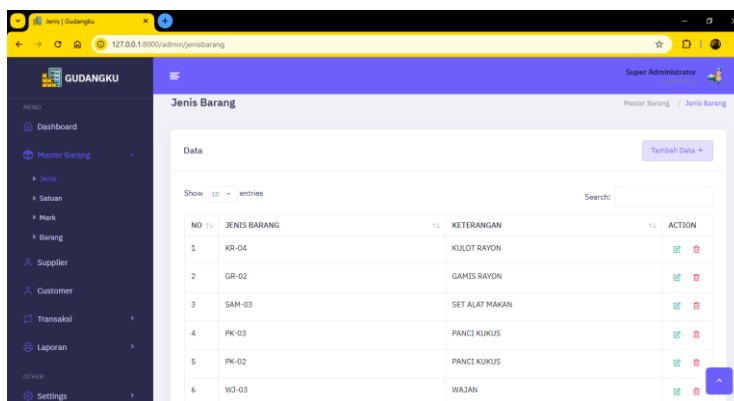 Jenis | Gudangku
127.0.0.1:8000/admin/jenisbarang
GUDANGKU
Super Administrator
MENU
Dashboard
Master Barang
Jenis
Satuan
Merk
Barang
Supplier
Customer
Transaksi
Laporan
OTHER
Settings
Jenis Barang
Master Barang / Jenis Barang
Data
Tambah Data +
Show 10 entries
Search:
NO JENIS BARANG KETERANGAN ACTION
1 KR-04 KULOT RAYON
2 GR-02 GAMIS RAYON
3 SAM-03 SET ALAT MAKAN
4 PK-03 PANCI KUKUS
5 PK-02 PANCI KUKUS
6 WJ-03 WAJAN